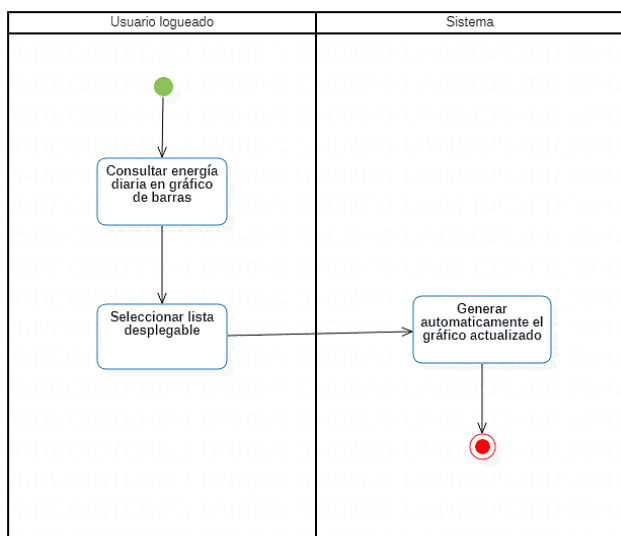 Usuario logueado
Sistema
Consultar energía
diaria en gráfico
de barras
Seleccionar lista
desplegable
Generar
automaticamente el
gráfico actualizado